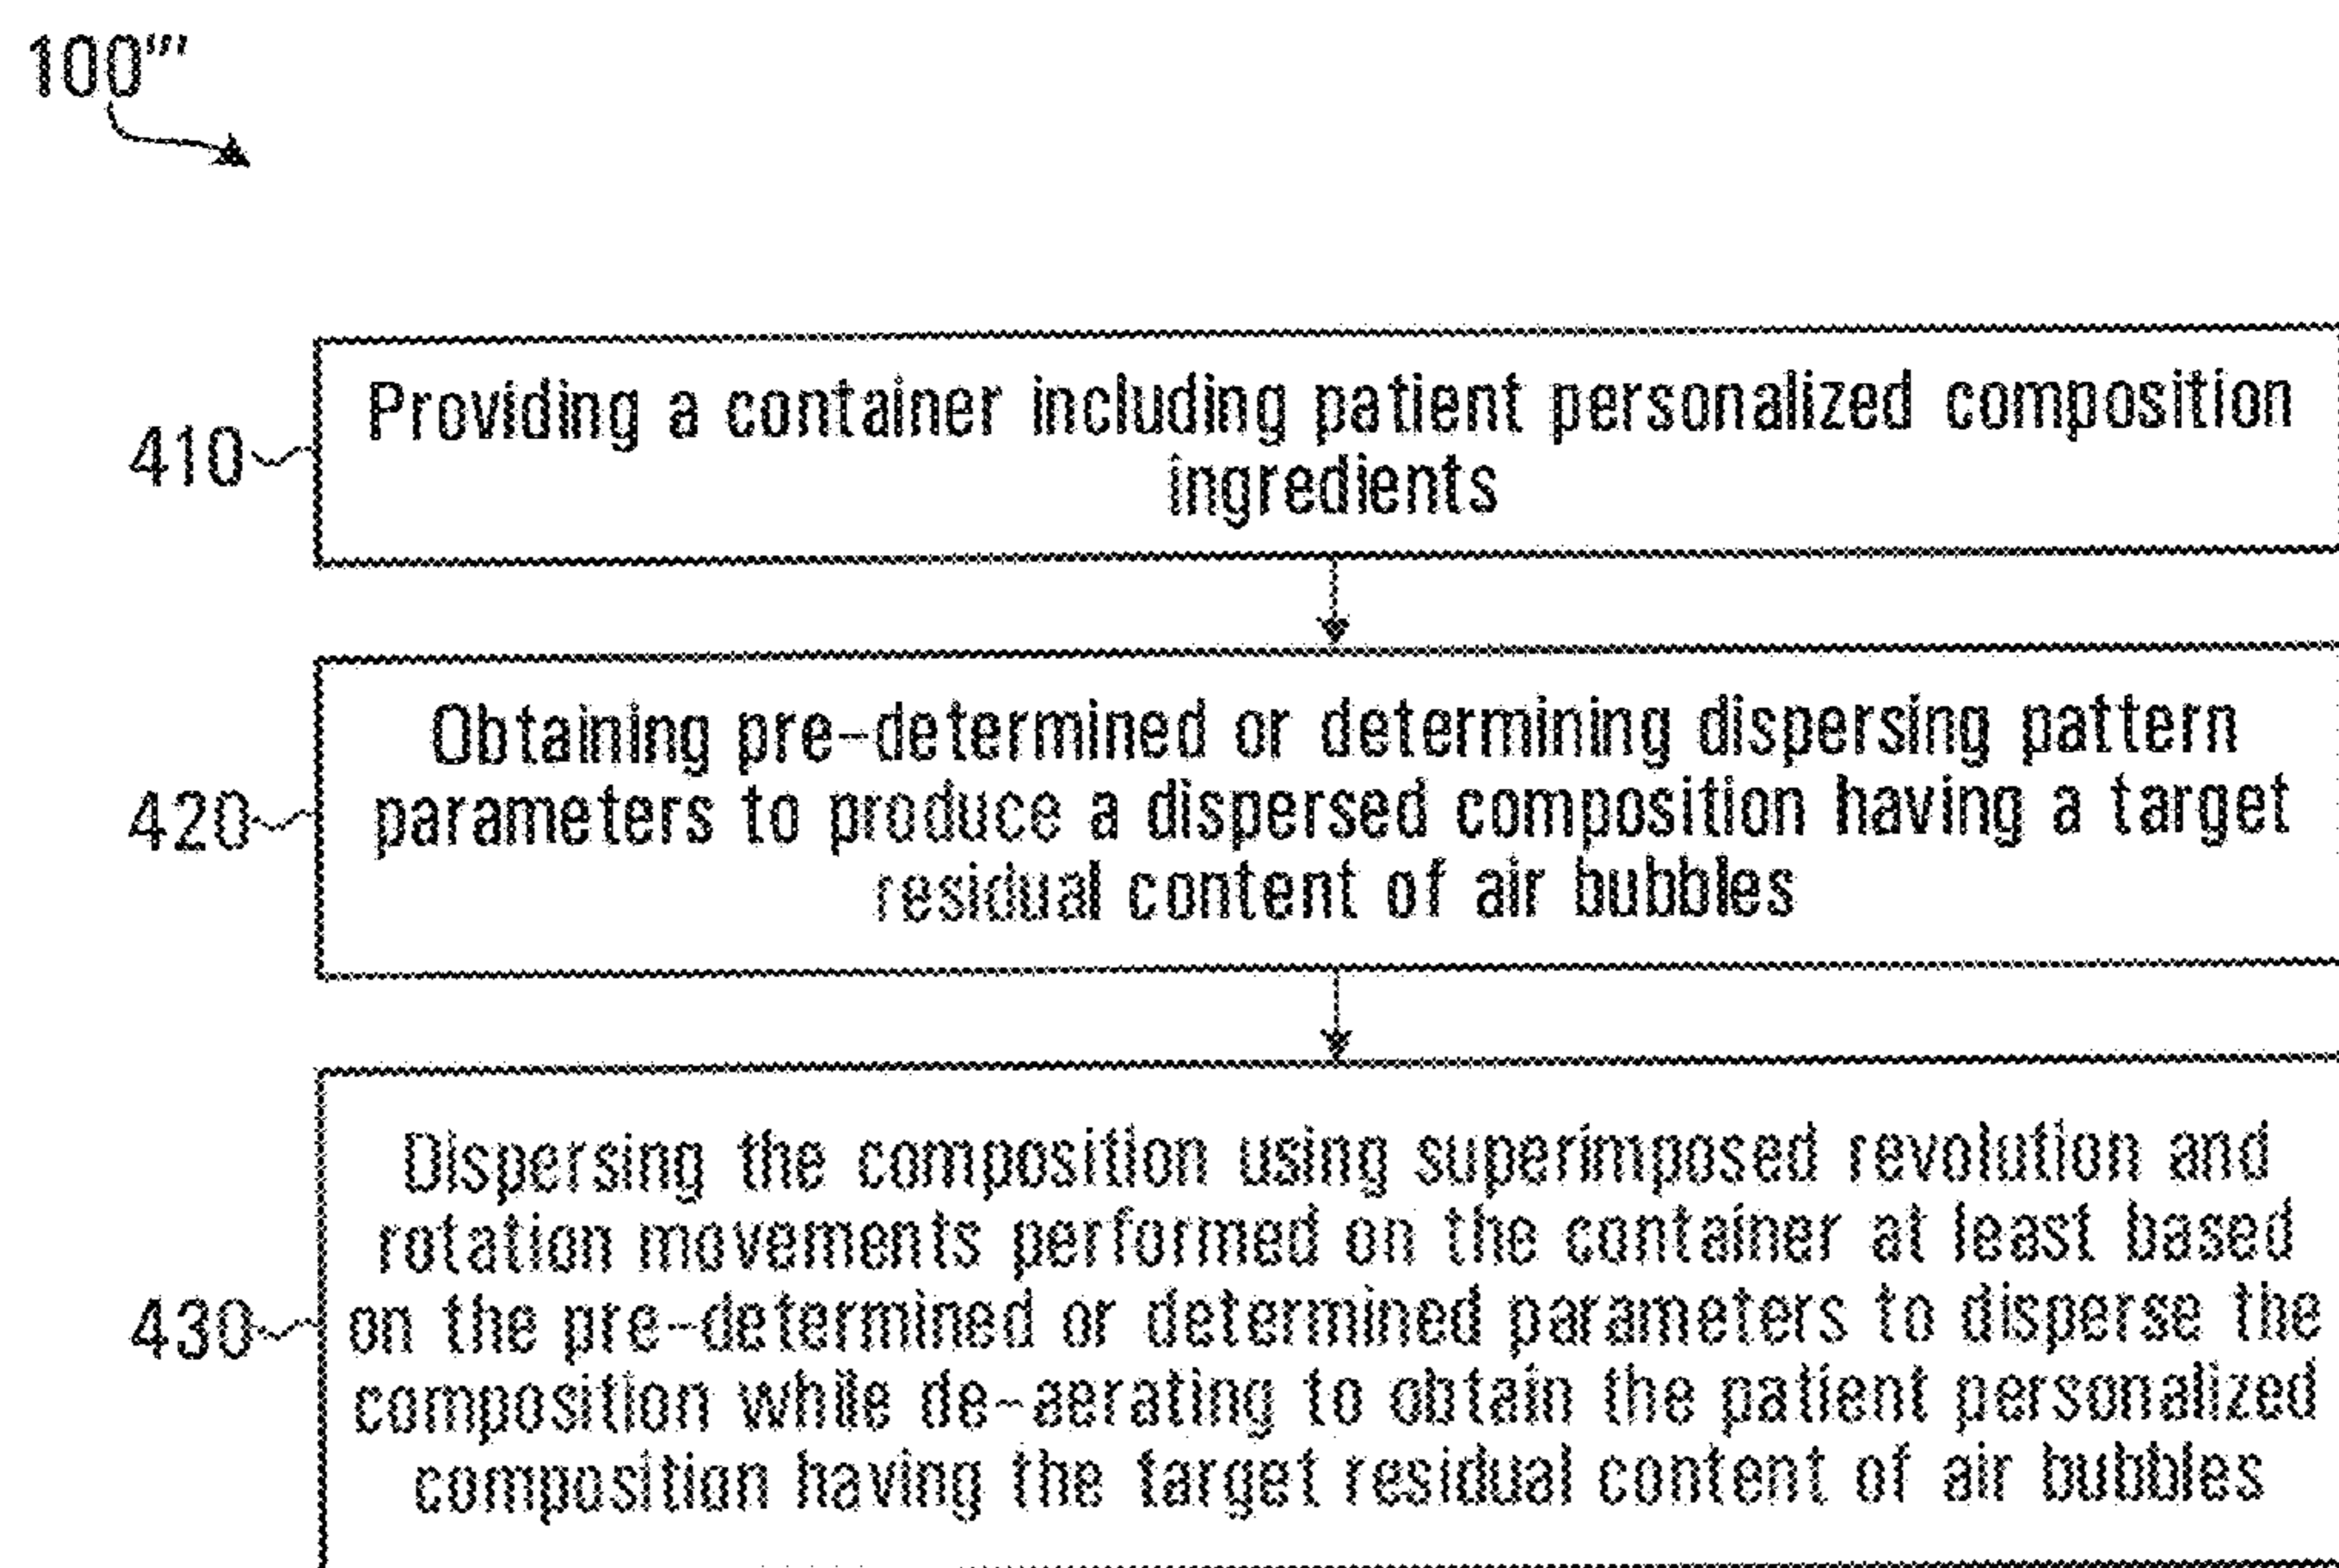 100'''
410
Providing a container including patient personalized composition
ingredients
420
Obtaining pre-determined or determining dispersing pattern
parameters to produce a dispersed composition having a target
residual content of air bubbles
430
Dispersing the composition using superimposed revolution and
rotation movements performed on the container at least based
on the pre-determined or determined parameters to disperse the
composition while de-aerating to obtain the patient personalized
composition having the target residual content of air bubbles